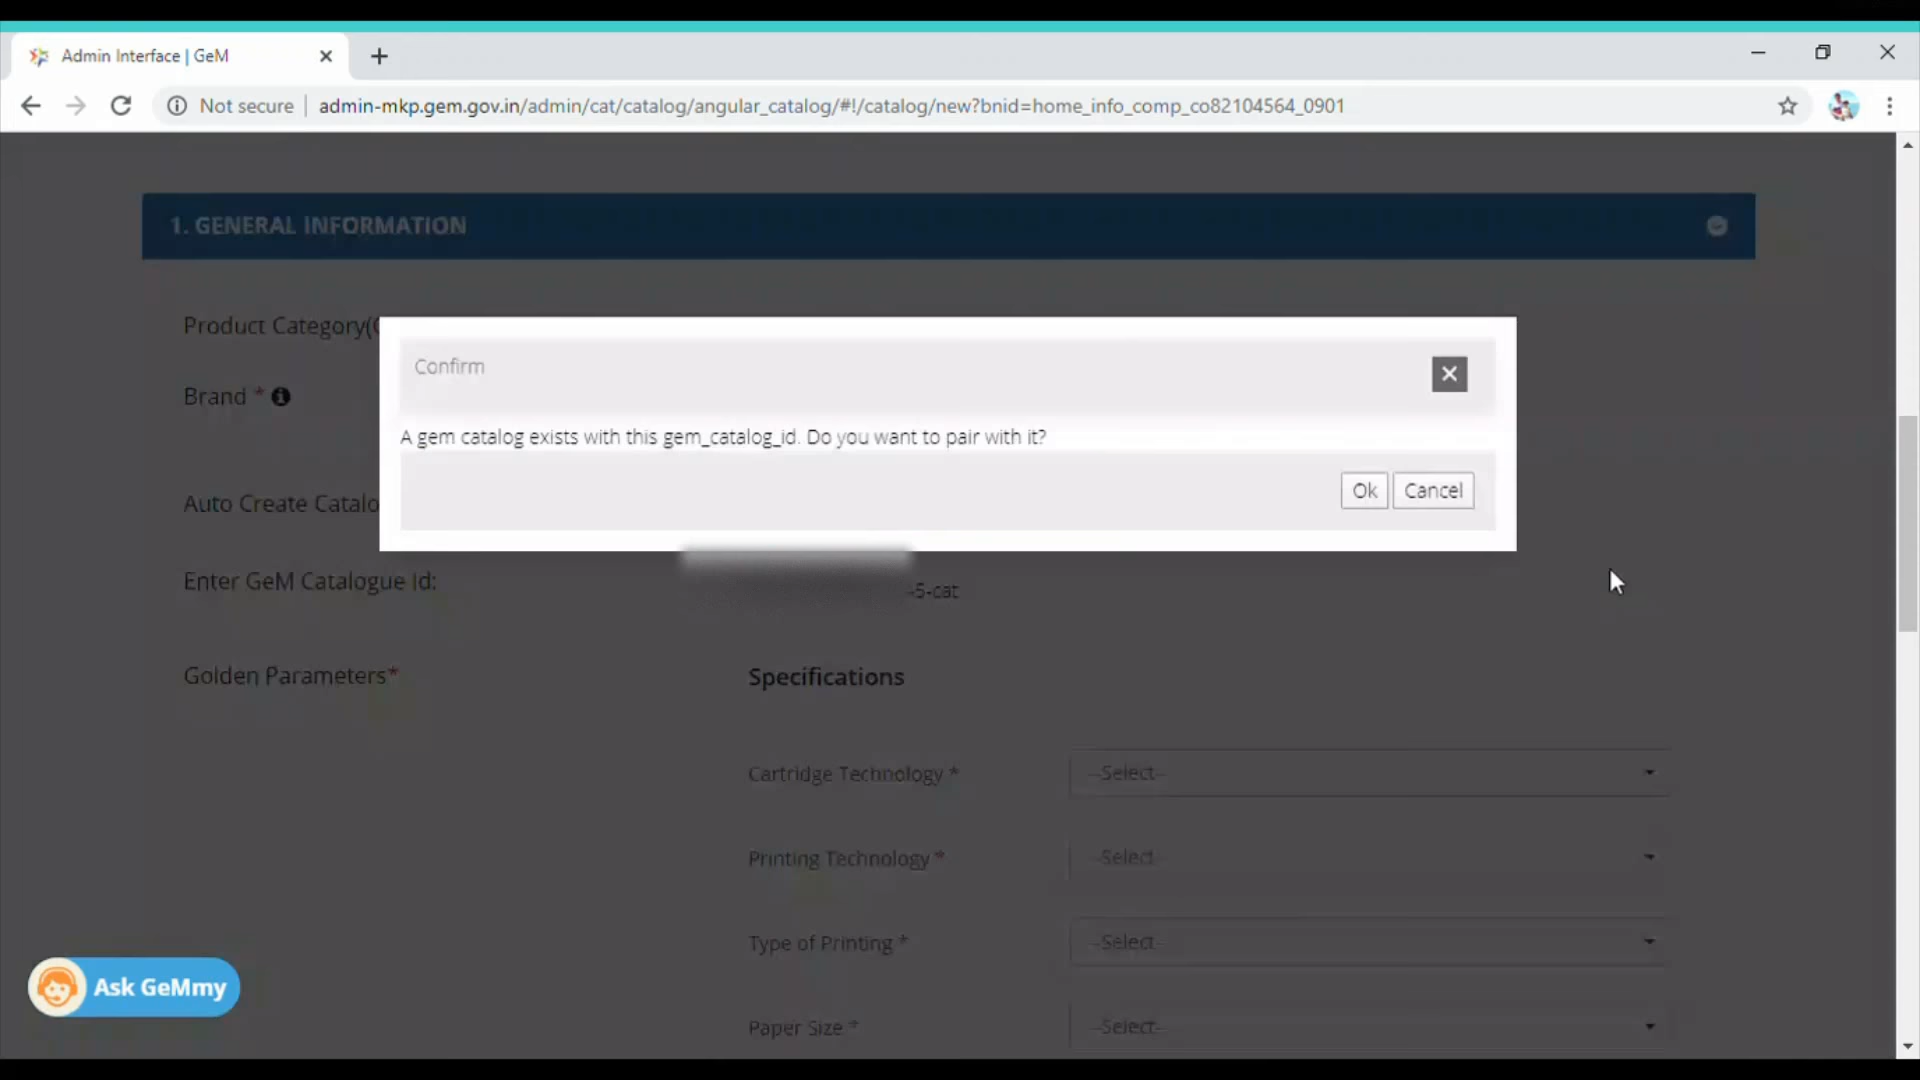 Admin Interface | GeM
Not secure
admin-mkp.gem.gov.in/admin/cat/catalog/angular_catalog/#!/catalog/new?bnid=home_info_comp_co82104564_0901
1. GENERAL INFORMATION
Product Category(
Brand *
Confirm
A gem catalog exists with this gem_catalog_id. Do you want to pair with it?
Ok Cancel
Auto Create Catalo
Enter GeM Catalogue Id:
-5-cat
Golden Parameters*
Specifications
Cartridge Technology *
--Select--
Printing Technology *
--Select--
Type of Printing *
--Select--
Paper Size *
--Select--
Ask GeMmy